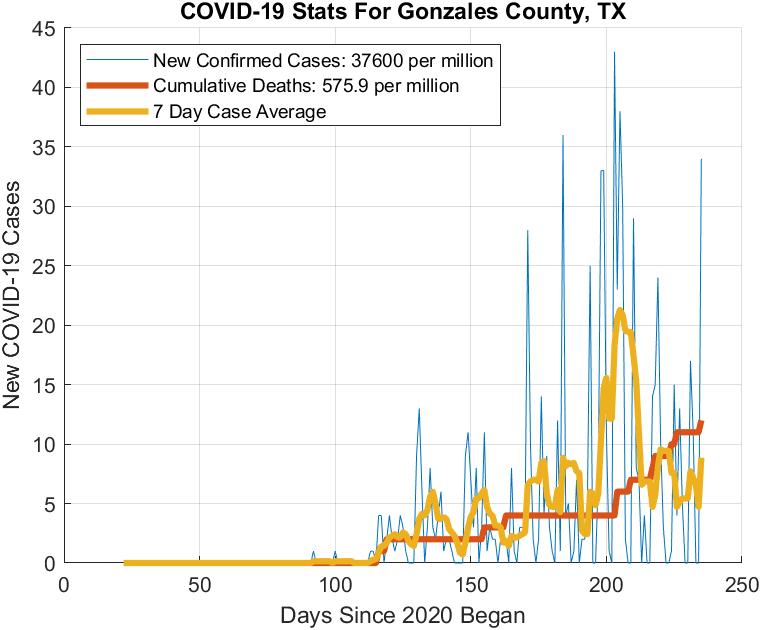 COVID-19 Stats For Gonzales County, TX
New Confirmed Cases: 37600 per million
Cumulative Deaths: 575.9 per million
7 Day Case Average
New COVID-19 Cases
45
40
35
30
25
20
15
10
5
0
0 50 100 150 200 250
Days Since 2020 Began